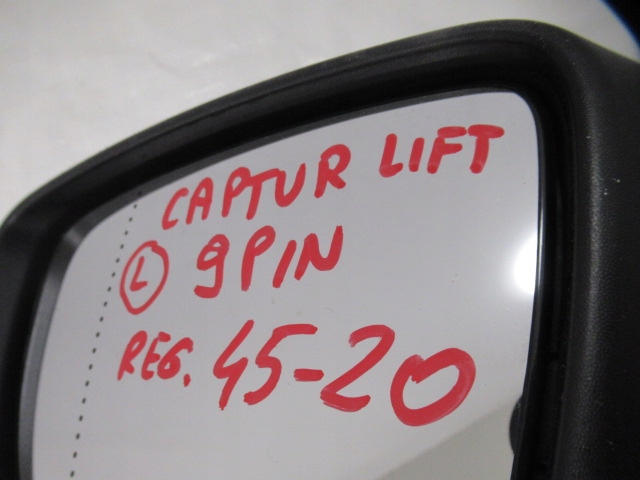 CAPTUR LIFT
L 9PIN
REG. 45-20